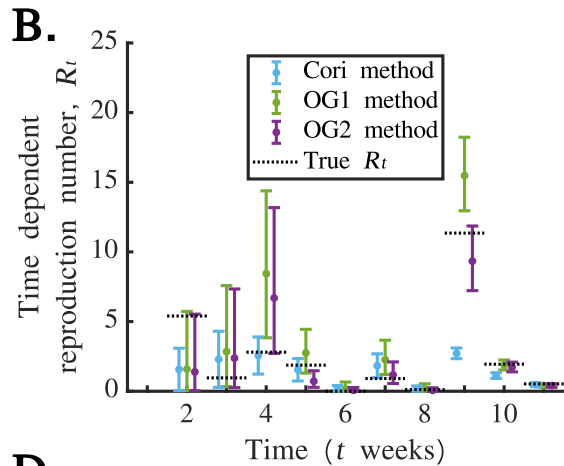 B.
25
20
15
10
5
0
Time dependent
reproduction number, Rt
Cori method
OG1 method
OG2 method
True Rt
2 4 6 8 10
Time (t weeks)